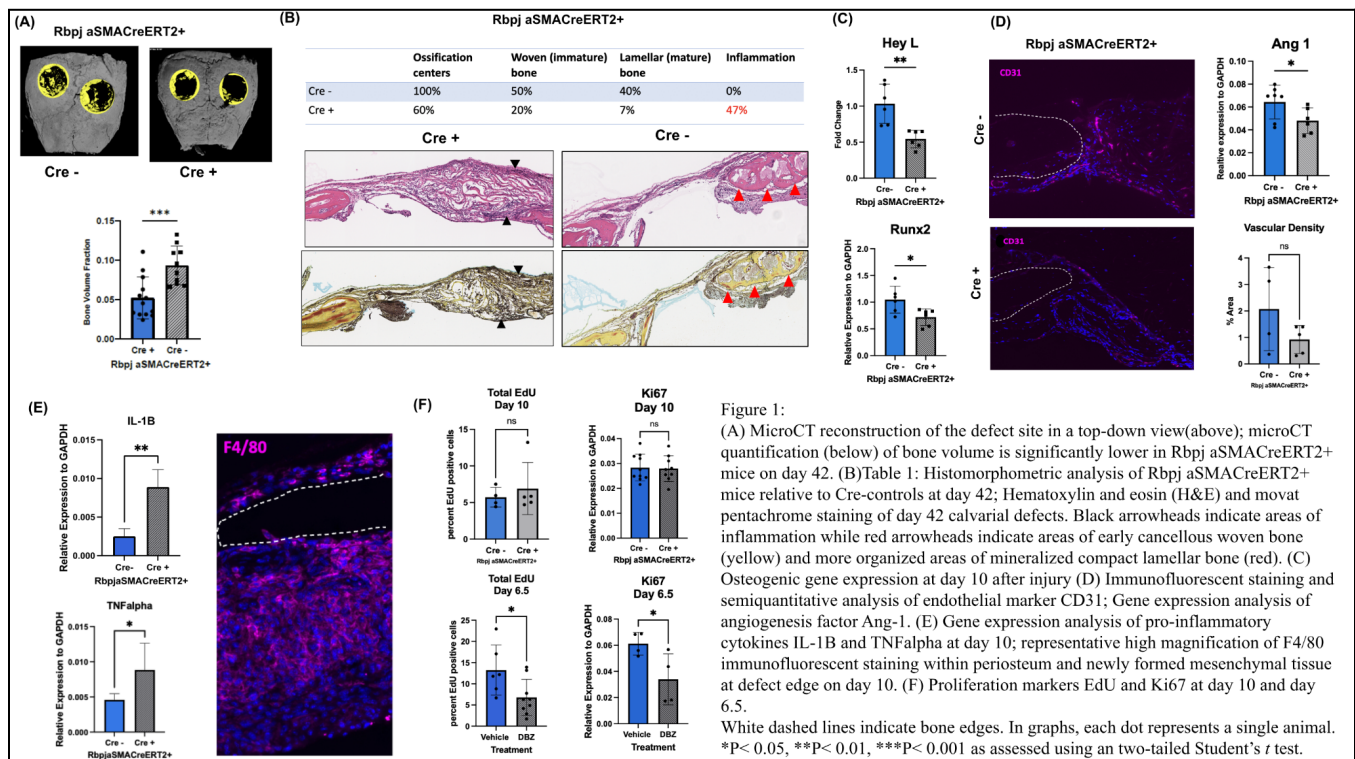 (A)
Rbpj aSMACreERT2+
Cre -
Cre +
***
Bone Volume Fraction
0.15
0.10
0.05
0.00
Cre +
Cre -
Rbpj aSMACreERT2+
(B)
Rbpj aSMACreERT2+
Ossification centers Woven (immature) bone Lamellar (mature) bone Inflammation
Cre - 100% 50% 40% 0%
Cre + 60% 20% 7% 47%
Cre +
Cre -
(C)
Hey L
**
Fold Change
1.5
1.0
0.5
0.0
Cre-
Cre +
Rbpj aSMACreERT2+
Runx2
*
Relative Expression to GAPDH
2.0
1.5
1.0
0.5
0.0
Cre -
Cre +
Rbpj aSMACreERT2+
(D)
Rbpj aSMACreERT2+
CD31
Cre -
CD31
Cre +
Ang 1
*
Realtive expression to GAPDH
0.10
0.08
0.06
0.04
0.02
0.00
Cre -
Cre +
Rbpj aSMACreERT2+
Vascular Density
ns
% Area
5
4
3
2
1
0
Cre -
Cre +
Rbpj aSMACreERT2+
(E)
IL-1B
**
Relative Expression to GAPDH
0.015
0.010
0.005
0.000
Cre-
Cre +
RbpjaSMACreERT2+
TNFalpha
*
Relative Expression to GAPDH
0.015
0.010
0.005
0.000
Cre -
Cre +
RbpjaSMACreERT2+
F4/80
(F)
Total EdU
Day 10
ns
percent EdU positive cells
20
15
10
5
0
Cre -
Cre +
Rbpj aSMACreERT2+
Ki67
Day 10
ns
Relative Expression to GAPDH
0.05
0.04
0.03
0.02
0.01
0.00
Cre -
Cre +
Rbpj aSMACreERT2+
Total EdU
Day 6.5
*
percent EdU positive cells
25
20
15
10
5
0
Vehicle
DBZ
Treatment
Ki67
Day 6.5
*
Relative Expression to GAPDH
0.10
0.08
0.06
0.04
0.02
0.00
Vehicle
DBZ
Treatment
Figure 1:
(A) MicroCT reconstruction of the defect site in a top-down view(above); microCT
quantification (below) of bone volume is significantly lower in Rbpj aSMACreERT2+
mice on day 42. (B)Table 1: Histomorphometric analysis of Rbpj aSMACreERT2+
mice relative to Cre-controls at day 42; Hematoxylin and eosin (H&E) and movat
pentachrome staining of day 42 calvarial defects. Black arrowheads indicate areas of
inflammation while red arrowheads indicate areas of early cancellous woven bone
(yellow) and more organized areas of mineralized compact lamellar bone (red). (C)
Osteogenic gene expression at day 10 after injury (D) Immunofluorescent staining and
semiquantitative analysis of endothelial marker CD31; Gene expression analysis of
angiogenesis factor Ang-1. (E) Gene expression analysis of pro-inflammatory
cytokines IL-1B and TNFalpha at day 10; representative high magnification of F4/80
immunofluorescent staining within periosteum and newly formed mesenchymal tissue
at defect edge on day 10. (F) Proliferation markers EdU and Ki67 at day 10 and day
6.5.
White dashed lines indicate bone edges. In graphs, each dot represents a single animal.
*P< 0.05, **P< 0.01, ***P< 0.001 as assessed using an two-tailed Student's t test.